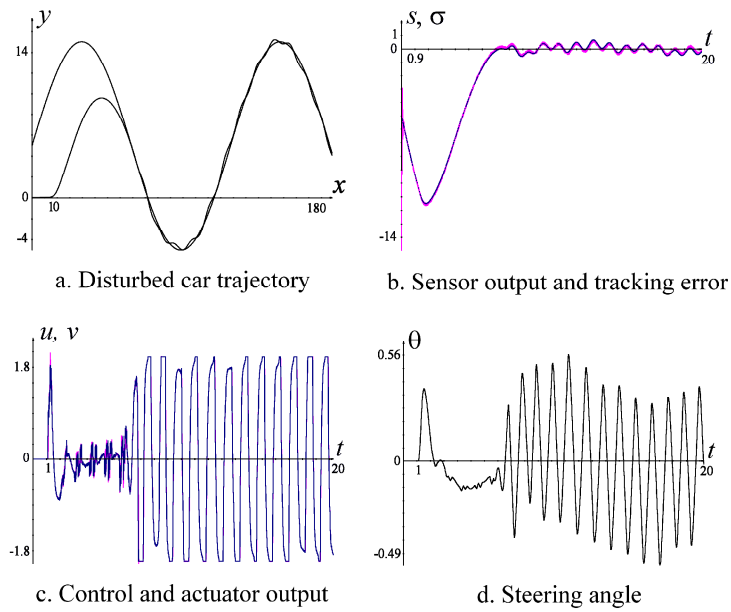 y
14
0
10
180
x
-4
a. Disturbed car trajectory
s, σ
1
0
0.9
t
20
-14
b. Sensor output and tracking error
u, v
1.8
0
1
t
20
-1.8
c. Control and actuator output
θ
0.56
0
1
t
20
-0.49
d. Steering angle